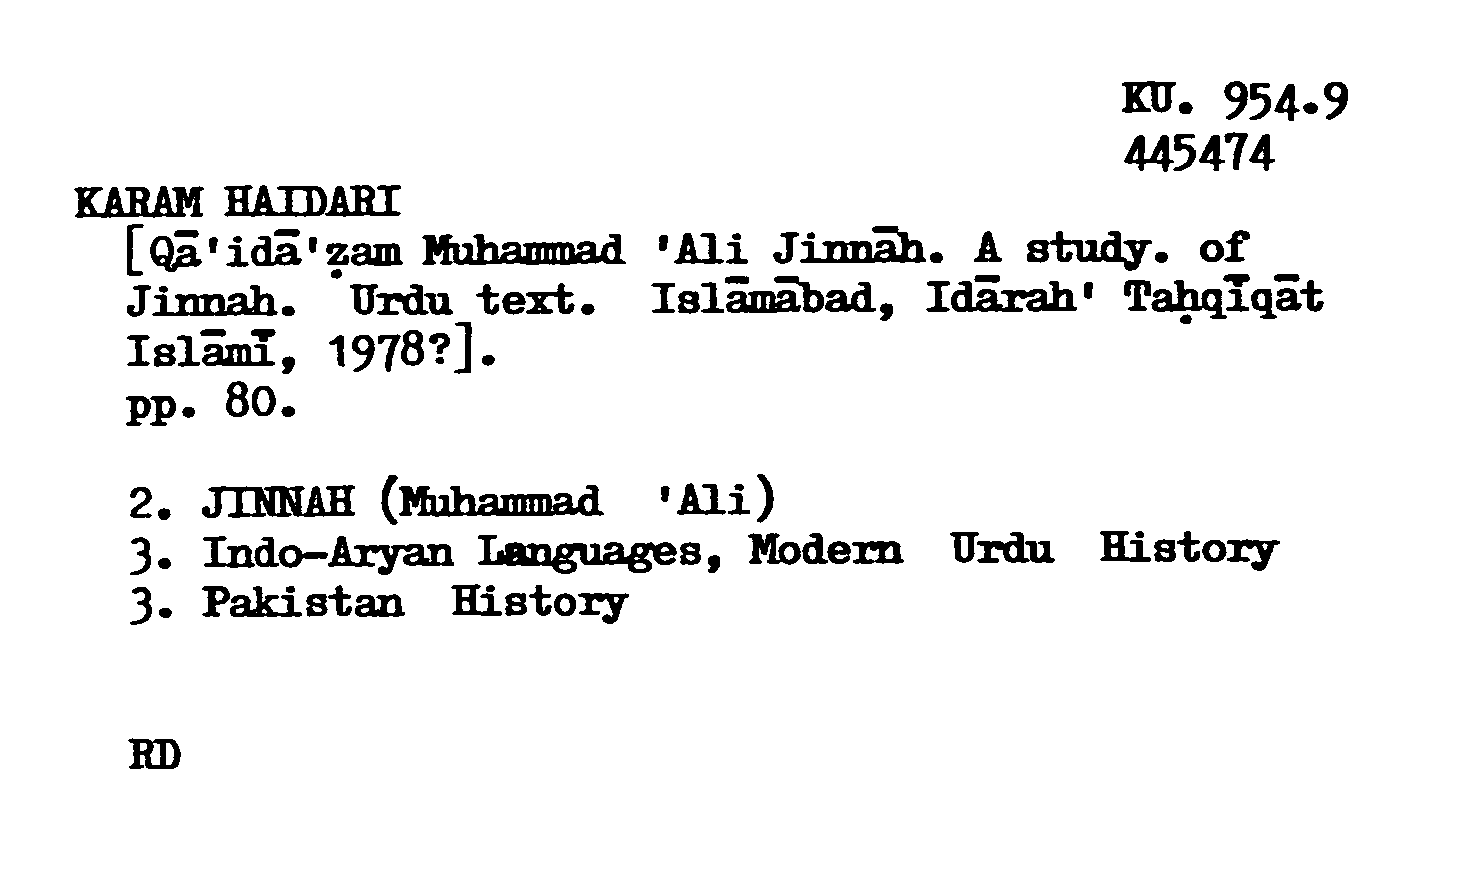 KU. 954.9
445474
KARAM HAIDARI
[Qā'idā'ẓam Muhammad 'Ali Jinnāh. A study. of
Jinnah. Urdu text. Islāmābad, Idārah' Taḥqīqāt
Islāmī, 1978?].
pp. 80.
2. JINNAH (Muhammad 'Ali)
3. Indo-Aryan Languages, Modern Urdu History
3. Pakistan History
RD